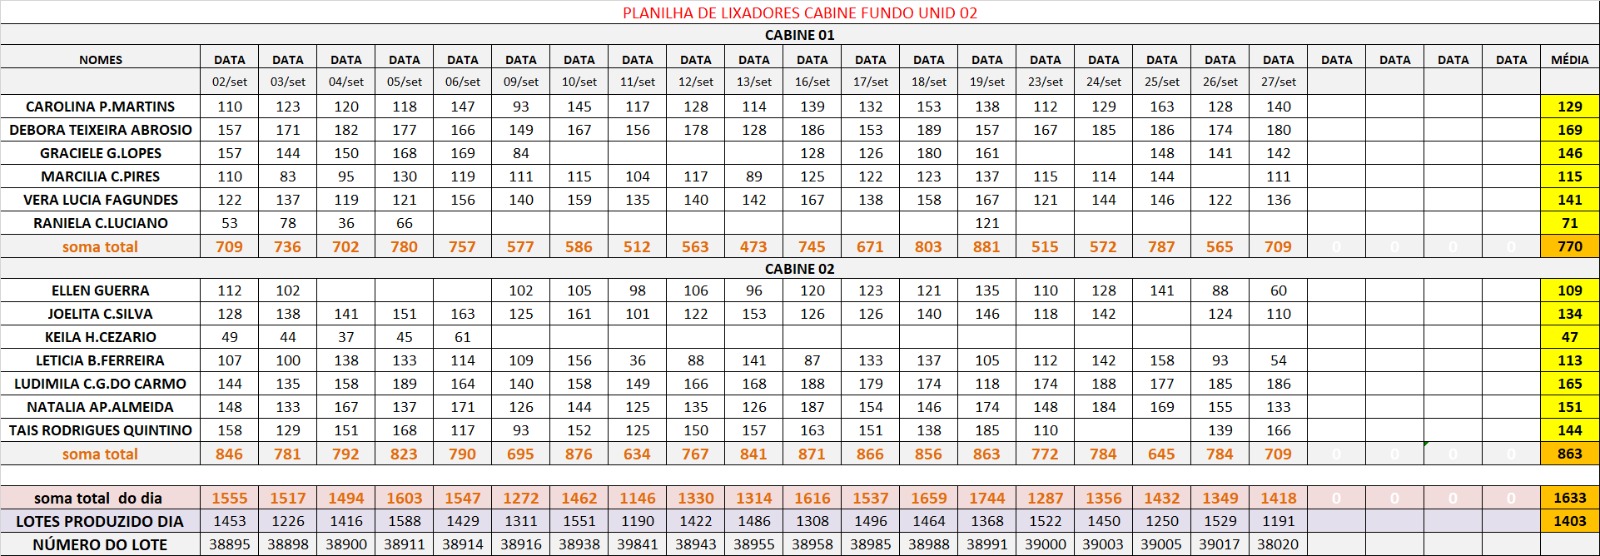 PLANILHA DE LIXADORES CABINE FUNDO UNID 02
CABINE 01
NOMES DATA DATA DATA DATA DATA DATA DATA DATA DATA DATA DATA DATA DATA DATA DATA DATA DATA DATA DATA DATA DATA DATA DATA MÉDIA
02/set 03/set 04/set 05/set 06/set 09/set 10/set 11/set 12/set 13/set 16/set 17/set 18/set 19/set 23/set 24/set 25/set 26/set 27/set
CAROLINA P.MARTINS 110 123 120 118 147 93 145 117 128 114 139 132 153 138 112 129 163 128 140 129
DEBORA TEIXEIRA ABROSIO 157 171 182 177 166 149 167 156 178 128 186 153 189 157 167 185 186 174 180 169
GRACIELE G.LOPES 157 144 150 168 169 84 128 126 180 161 148 141 142 146
MARCILIA C.PIRES 110 83 95 130 119 111 115 104 117 89 125 122 123 137 115 114 144 111 115
VERA LUCIA FAGUNDES 122 137 119 121 156 140 159 135 140 142 167 138 158 167 121 144 146 122 136 141
RANIELA C.LUCIANO 53 78 36 66 121 71
soma total 709 736 702 780 757 577 586 512 563 473 745 671 803 881 515 572 787 565 709 0 0 0 0 770
CABINE 02
ELLEN GUERRA 112 102 102 105 98 106 96 120 123 121 135 110 128 141 88 60 109
JOELITA C.SILVA 128 138 141 151 163 125 161 101 122 153 126 126 140 146 118 142 124 110 134
KEILA H.CEZARIO 49 44 37 45 61 47
LETICIA B.FERREIRA 107 100 138 133 114 109 156 36 88 141 87 133 137 105 112 142 158 93 54 113
LUDIMILA C.G.DO CARMO 144 135 158 189 164 140 158 149 166 168 188 179 174 118 174 188 177 185 186 165
NATALIA AP.ALMEIDA 148 133 167 137 171 126 144 125 135 126 187 154 146 174 148 184 169 155 133 151
TAIS RODRIGUES QUINTINO 158 129 151 168 117 93 152 125 150 157 163 151 138 185 110 139 166 144
soma total 846 781 792 823 790 695 876 634 767 841 871 866 856 863 772 784 645 784 709 0 0 0 0 863
soma total do dia 1555 1517 1494 1603 1547 1272 1462 1146 1330 1314 1616 1537 1659 1744 1287 1356 1432 1349 1418 0 0 0 0 1633
LOTES PRODUZIDO DIA 1453 1226 1416 1588 1429 1311 1551 1190 1422 1486 1308 1496 1464 1368 1522 1450 1250 1529 1191 1403
NÚMERO DO LOTE 38895 38898 38900 38911 38914 38916 38938 39841 38943 38955 38958 38985 38988 38991 39000 39003 39005 39017 38020